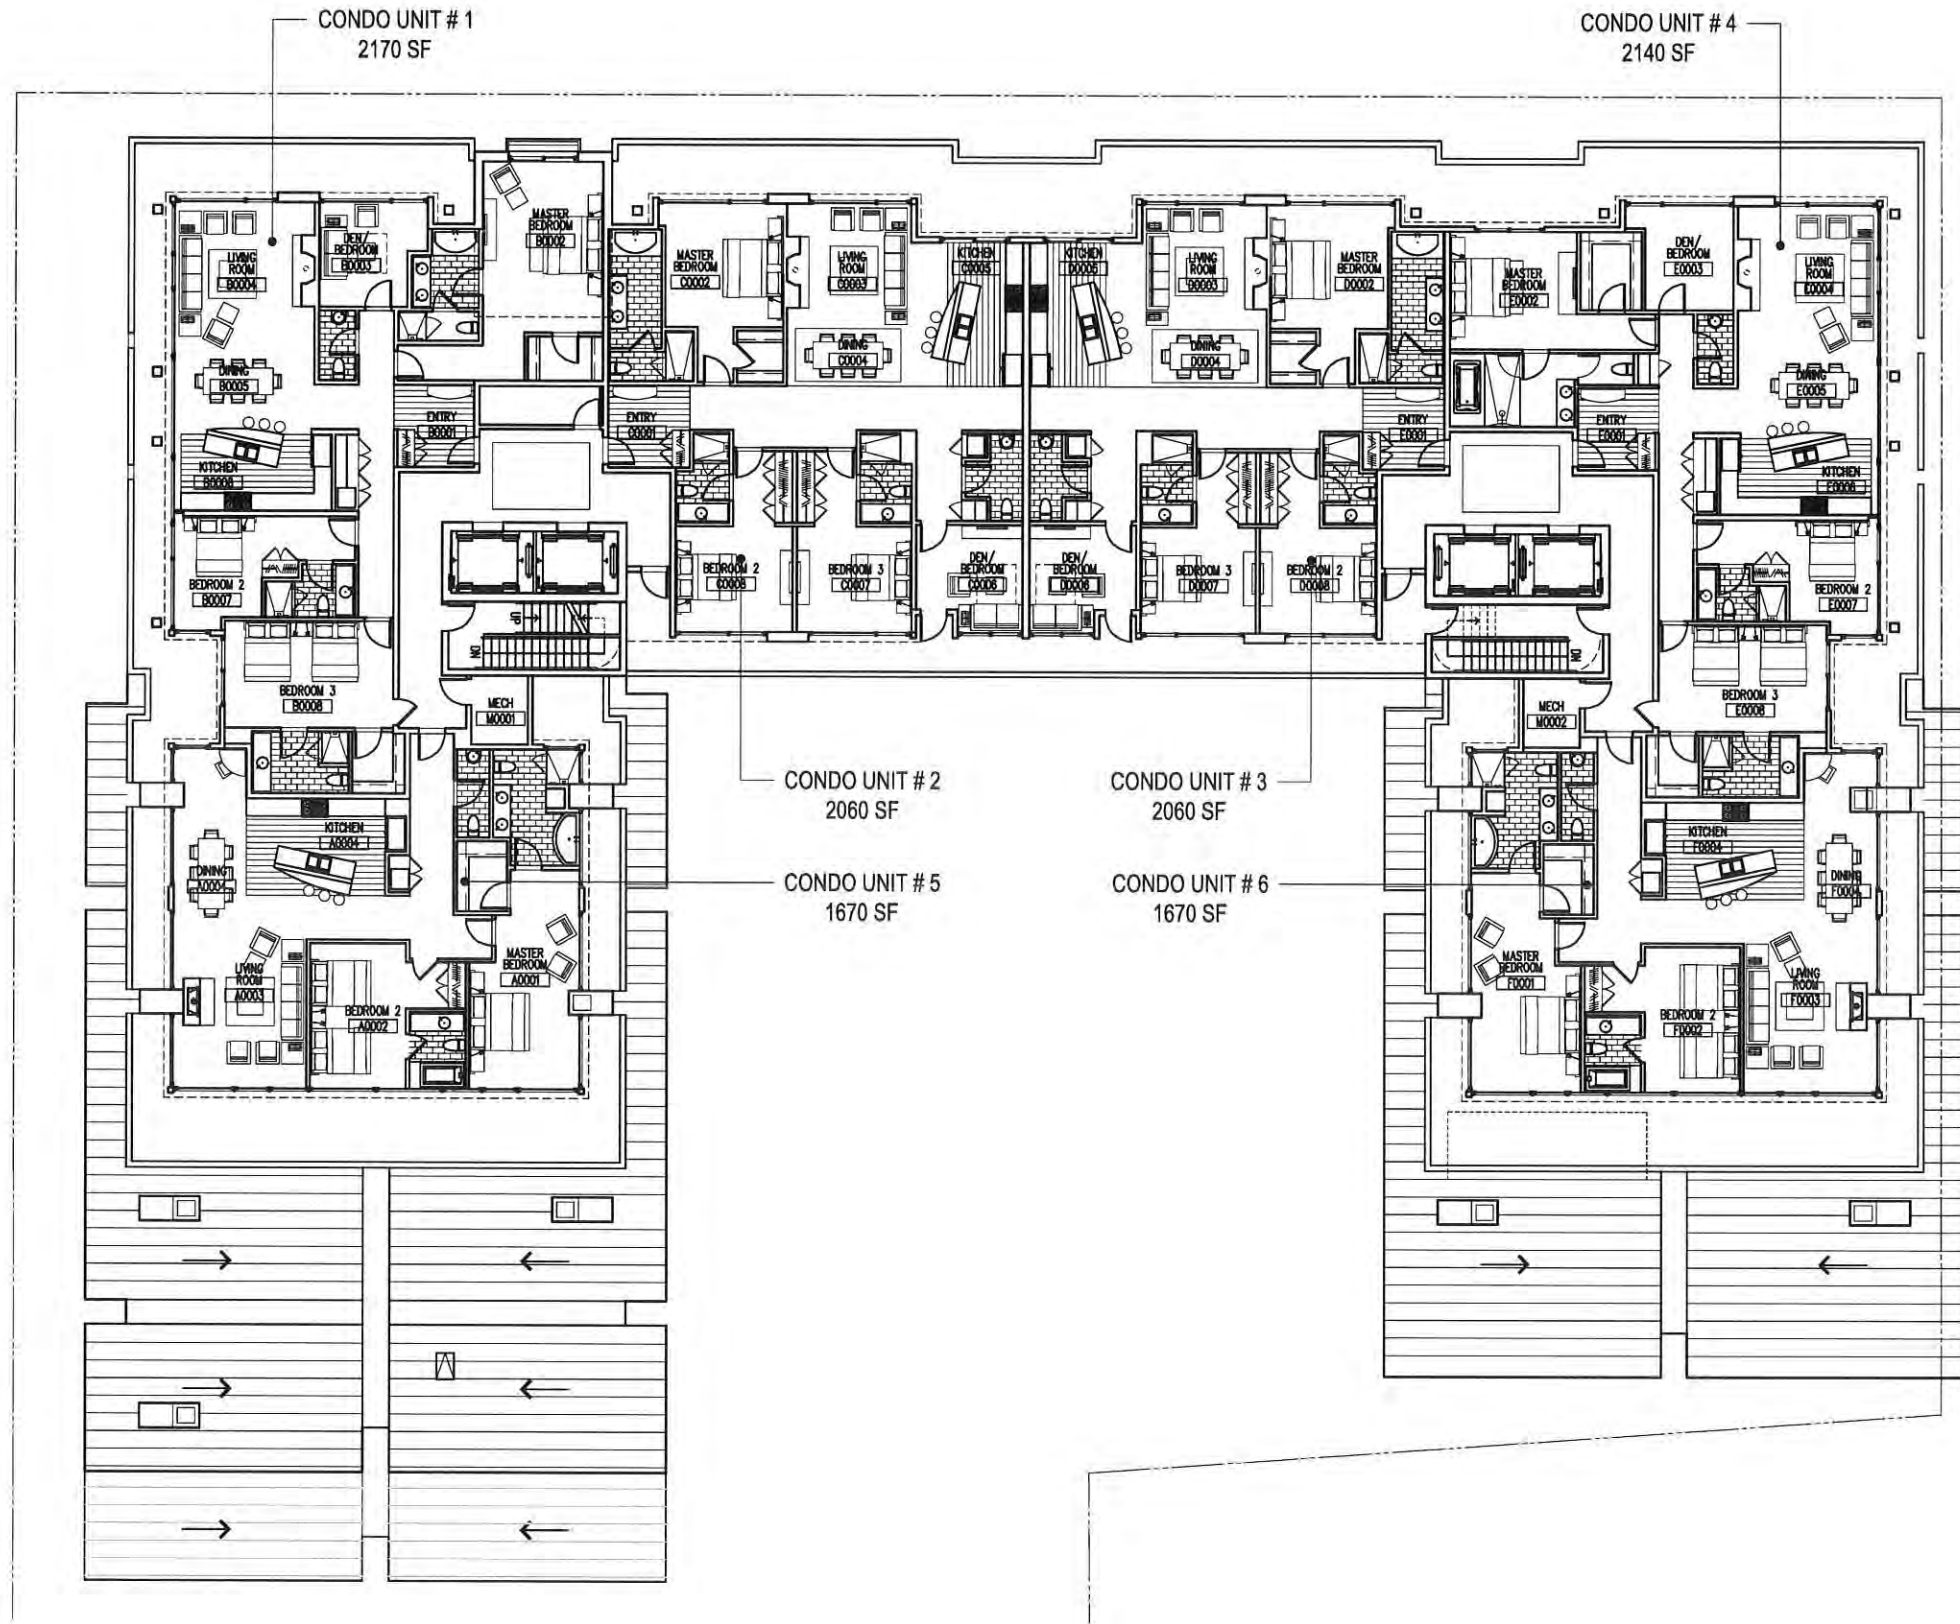 CONDO UNIT # 1
2170 SF
CONDO UNIT # 4
2140 SF
MASTER
BEDROOM
B0002
DEN/
BEDROOM
B0003
LIVING
ROOM
B0004
MASTER
BEDROOM
C0002
LIVING
ROOM
C0003
KITCHEN
C0005
KITCHEN
D0005
LIVING
ROOM
D0003
MASTER
BEDROOM
D0002
MASTER
BEDROOM
E0002
DEN/
BEDROOM
E0003
LIVING
ROOM
E0004
DINING
B0005
DINING
C0004
DINING
D0004
DINING
E0005
ENTRY
B0001
ENTRY
C0001
ENTRY
E0001
ENTRY
E0001
KITCHEN
B0006
KITCHEN
E0006
BEDROOM 2
B0007
BEDROOM 2
C0008
BEDROOM 3
C0007
DEN/
BEDROOM
C0006
DEN/
BEDROOM
D0006
BEDROOM 3
D0007
BEDROOM 2
D0008
BEDROOM 2
E0007
UP
DN
DN
BEDROOM 3
B0008
MECH
M0001
MECH
M0002
BEDROOM 3
E0008
CONDO UNIT # 2
2060 SF
CONDO UNIT # 3
2060 SF
KITCHEN
A0004
DINING
A0004
KITCHEN
F0004
DINING
F0004
CONDO UNIT # 5
1670 SF
CONDO UNIT # 6
1670 SF
LIVING
ROOM
A0003
BEDROOM 2
A0002
MASTER
BEDROOM
A0001
MASTER
BEDROOM
F0001
BEDROOM 2
F0002
LIVING
ROOM
F0003